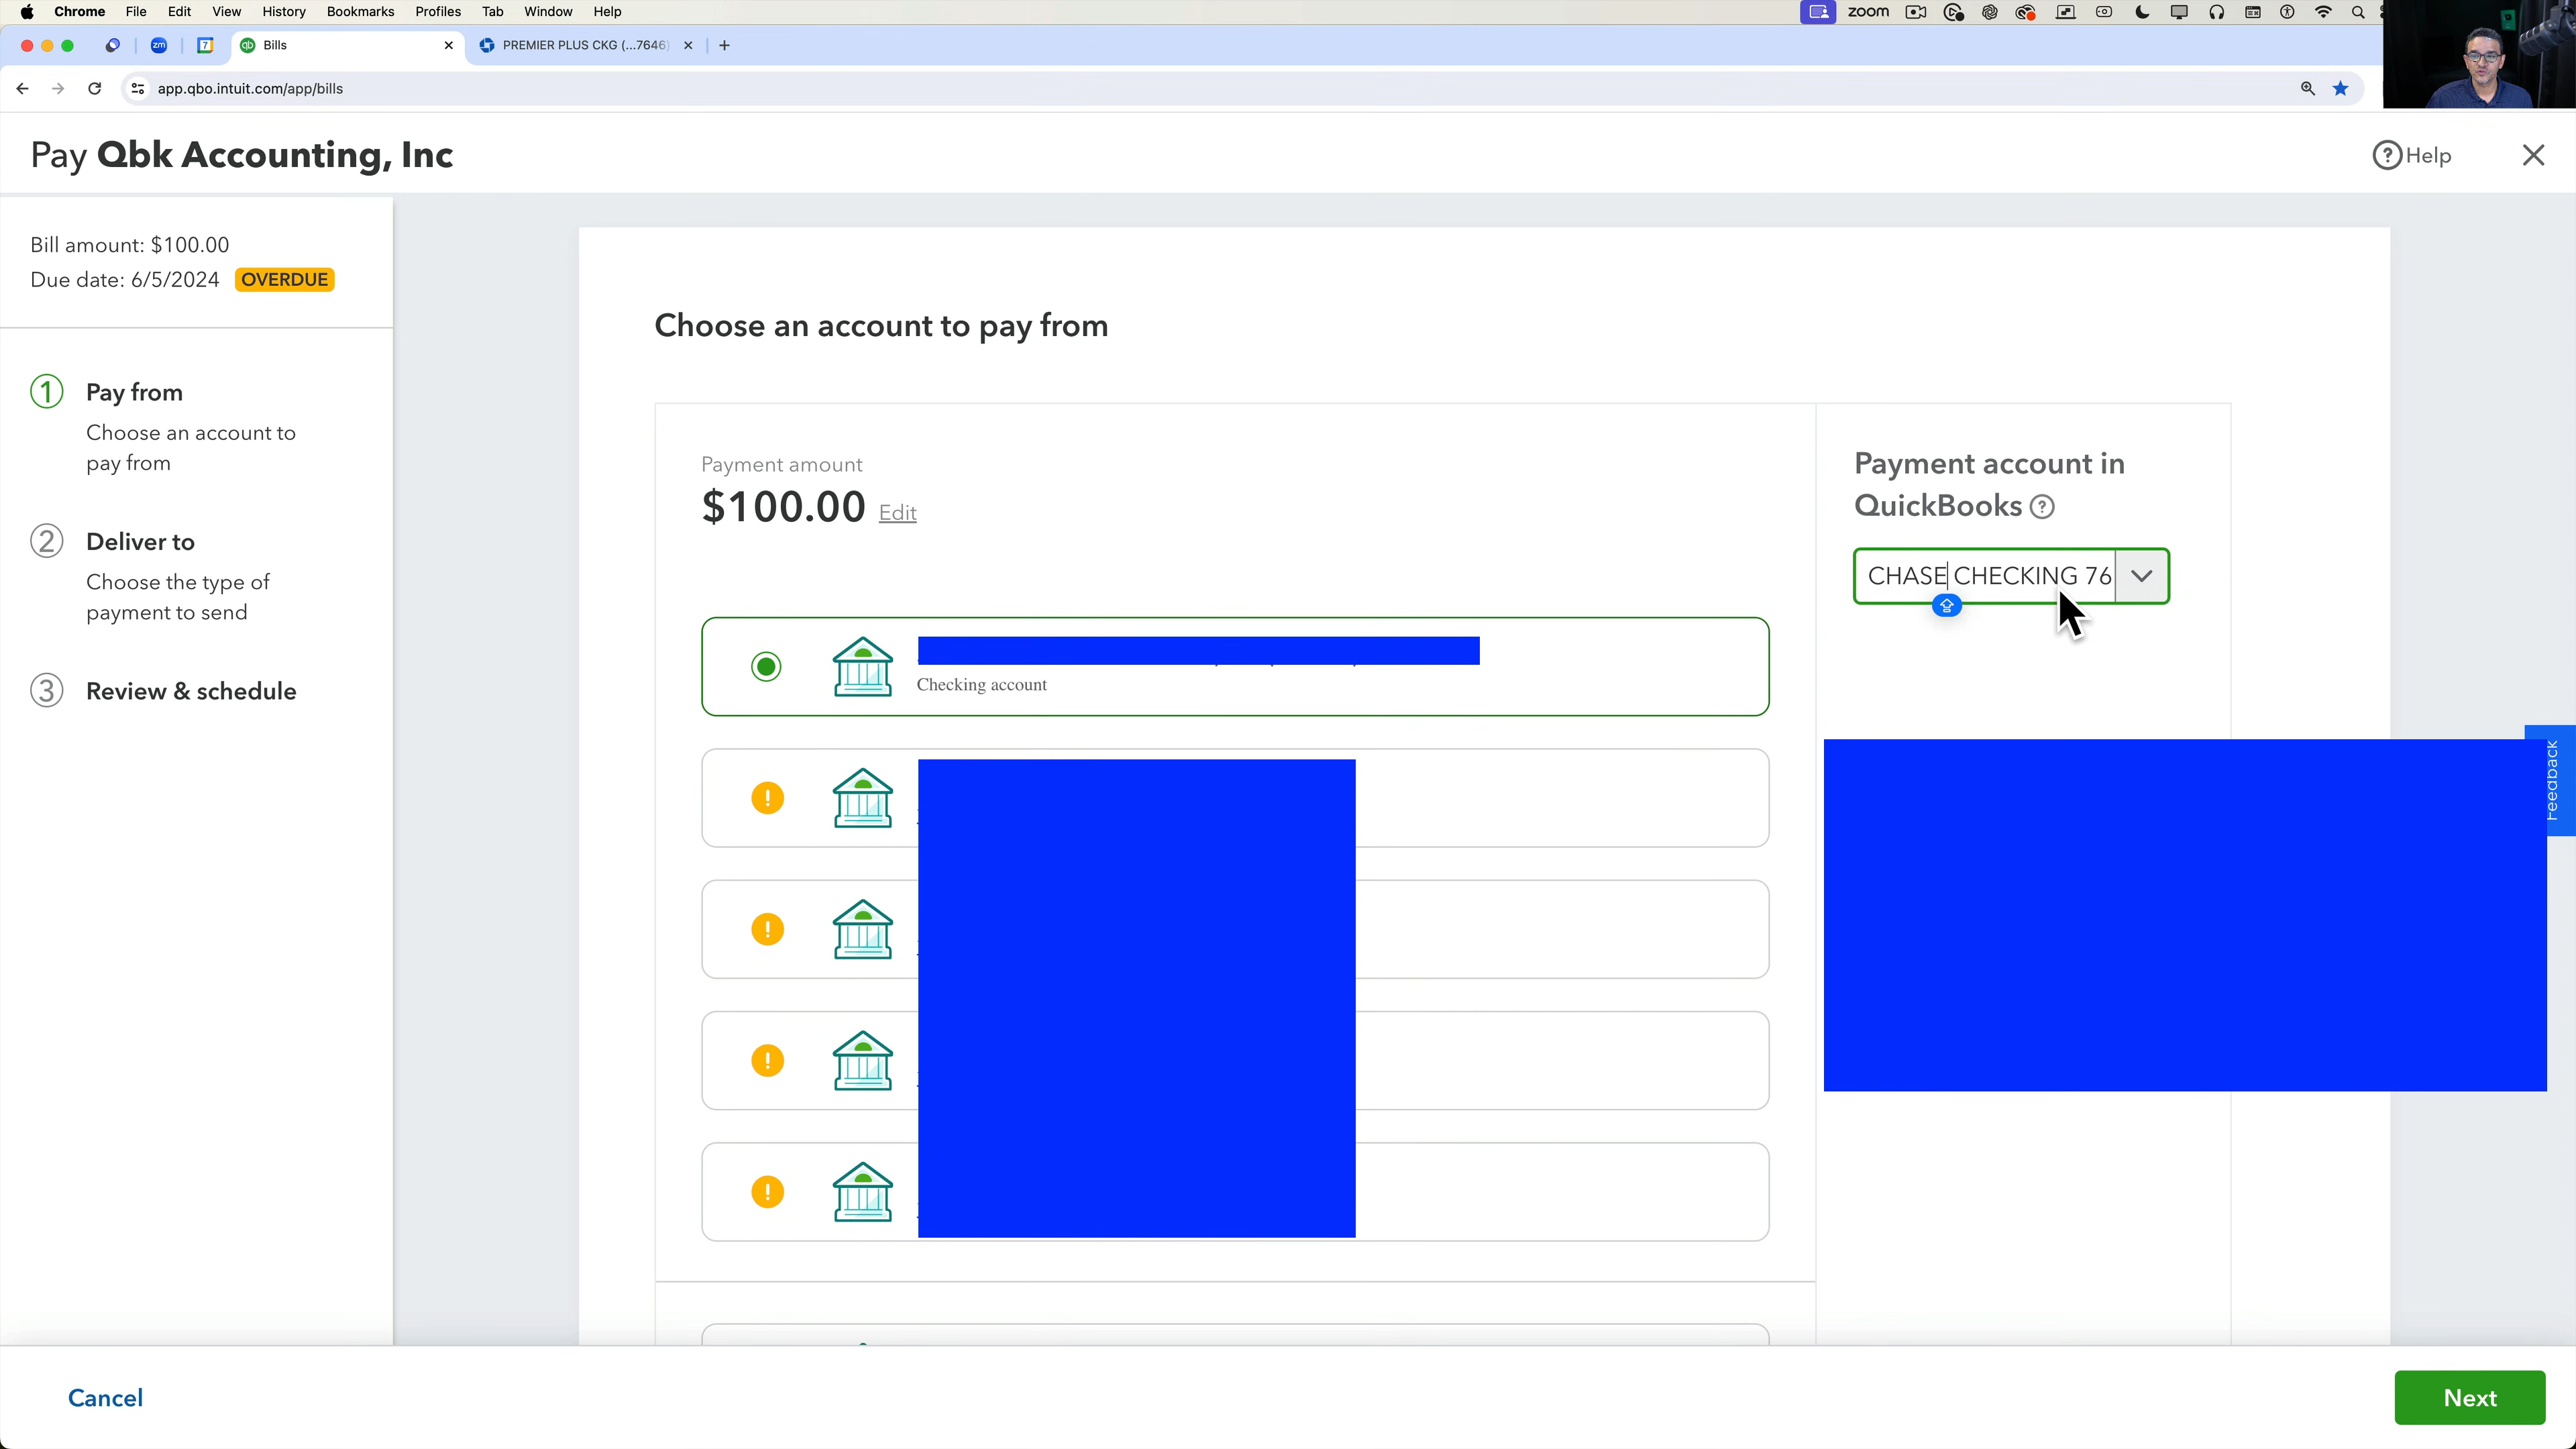 Chrome File Edit View History Bookmarks Profiles Tab Window Help zoom
zm 7 qb Bills PREMIER PLUS CKG (...7646)
app.qbo.intuit.com/app/bills
Pay Qbk Accounting, Inc
Help
Bill amount: $100.00
Due date: 6/5/2024 OVERDUE
1 Pay from
Choose an account to
pay from
2 Deliver to
Choose the type of
payment to send
3 Review & schedule
Choose an account to pay from
Payment amount
$100.00 Edit
Checking account
Payment account in
QuickBooks
CHASE CHECKING 76
Feedback
Cancel
Next